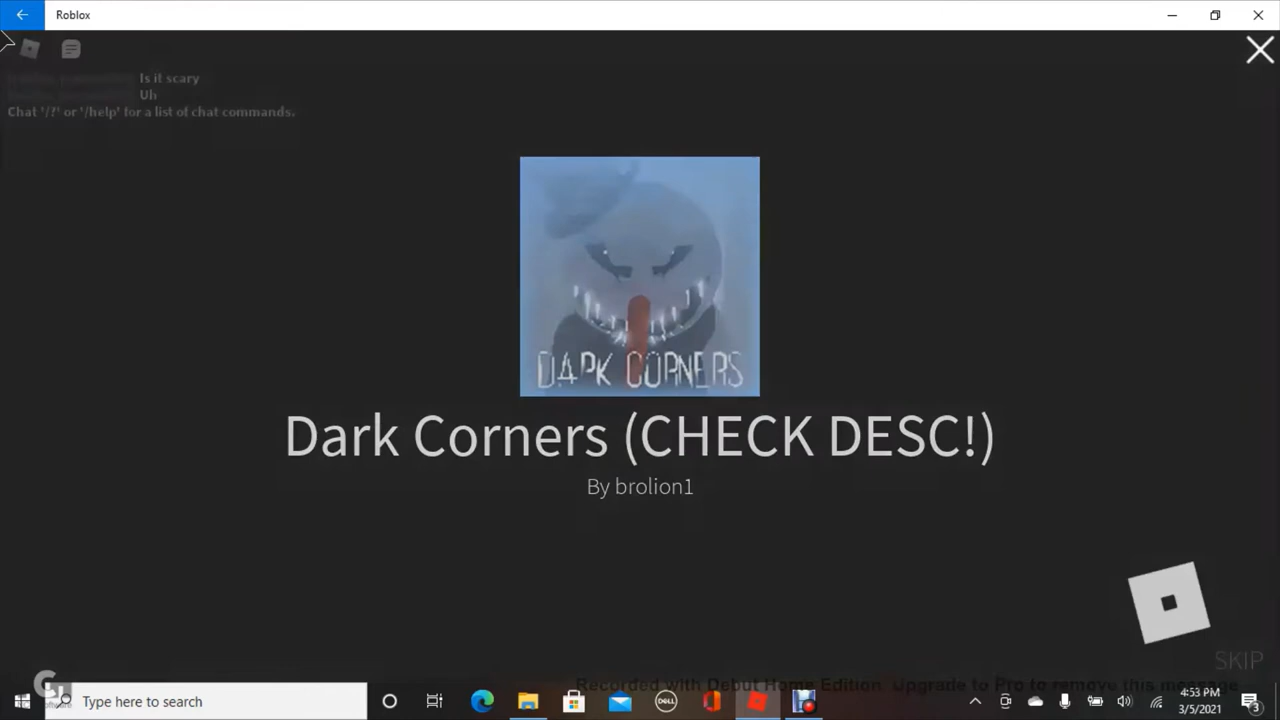 Roblox
Is it scary
Uh
Chat '/?' or '/help' for a list of chat commands.
DARK CORNERS
Dark Corners (CHECK DESC!)
By brolion1
SKIP
Recorded with Debut Home Edition. Upgrade to Pro to remove this message
Type here to search
DELL
4:53 PM
3/5/2021
3